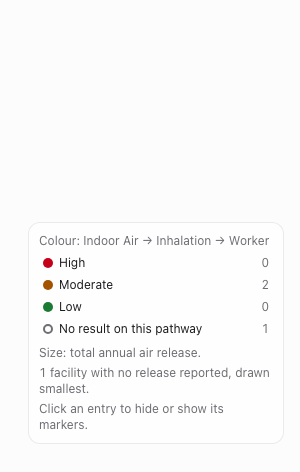 Colour: Indoor Air → Inhalation → Worker
High 0
Moderate 2
Low 0
No result on this pathway 1
Size: total annual air release.
1 facility with no release reported, drawn
smallest.
Click an entry to hide or show its
markers.